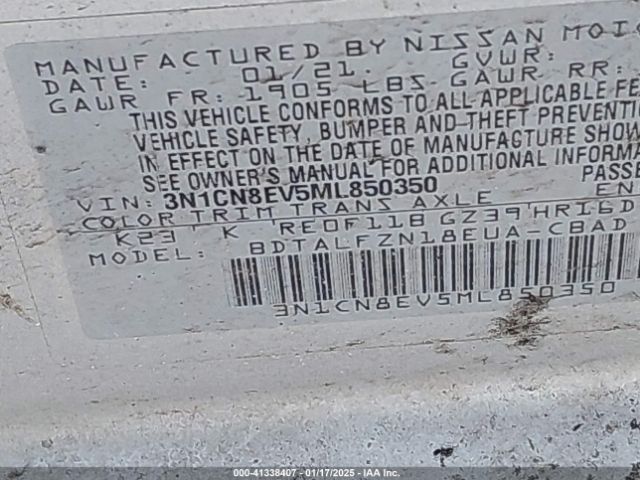 MANUFACTURED BY NISSAN MO
DATE: 01/21. GVWR:
GAWR FR: 1905 LBS GAWR RR:
THIS VEHICLE CONFORMS TO ALL APPLICABLE FE
VEHICLE SAFETY, BUMPER AND THEFT PREVENTI
IN EFFECT ON THE DATE OF MANUFACTURE SHOW
SEE OWNER'S MANUAL FOR ADDITIONAL INFORMA
VIN: 3N1CN8EV5ML850350 PASSE
COLOR TRIM TRANS AXLE EN
K23 K RE0F11B GZ39 HR16D
MODEL: BDTALFZN18EUA-CBAD
3N1CN8EV5ML850350
000-41338407 - 01/17/2025 - IAA Inc.